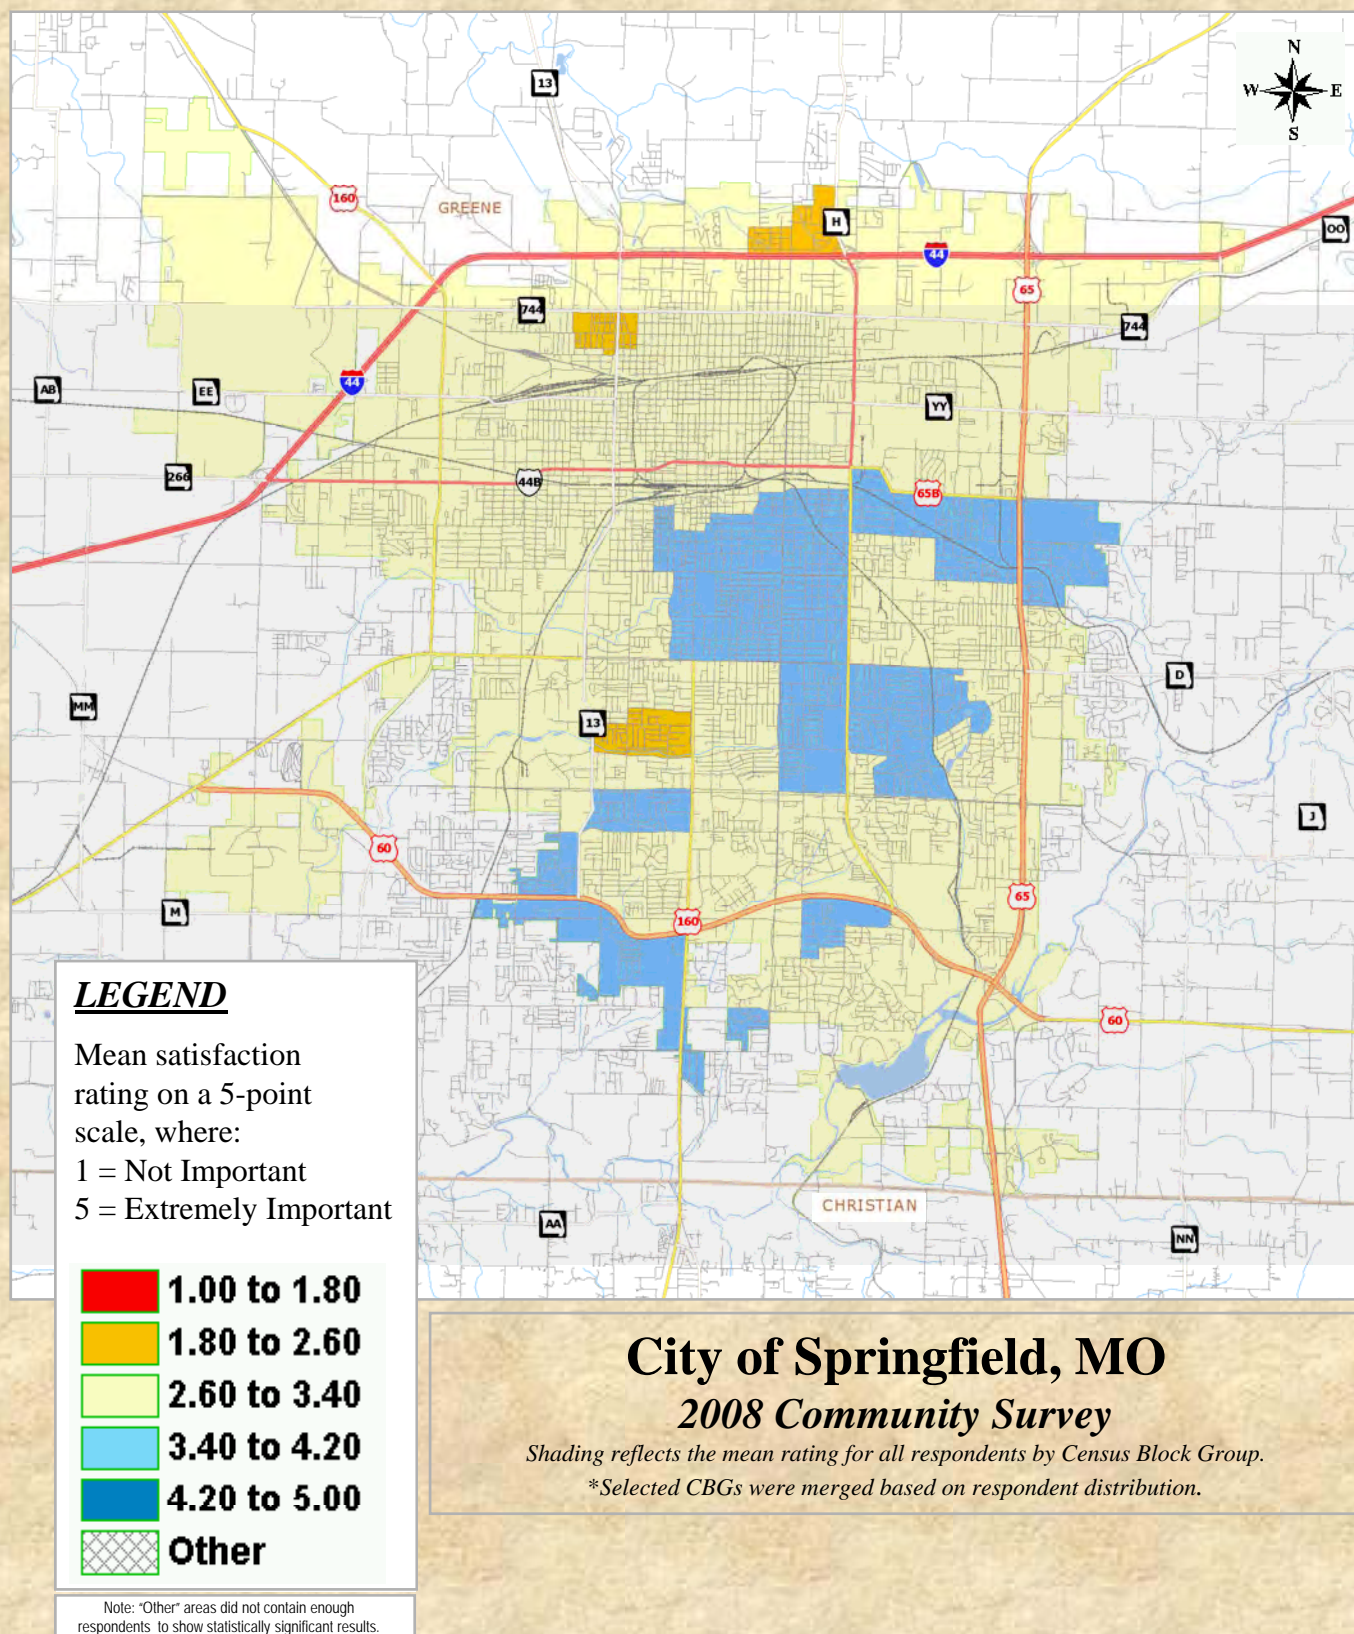 N
W E
S
13
160
GREENE
H
OO
44
65
744
744
44
AB
EE
YY
266
44B
65B
D
MM
13
J
60
65
M
160
60
CHRISTIAN
AA
NN
LEGEND
Mean satisfaction
rating on a 5-point
scale, where:
1 = Not Important
5 = Extremely Important
1.00 to 1.80
1.80 to 2.60
2.60 to 3.40
3.40 to 4.20
4.20 to 5.00
Other
Note: "Other" areas did not contain enough
respondents to show statistically significant results.
City of Springfield, MO
2008 Community Survey
Shading reflects the mean rating for all respondents by Census Block Group.
*Selected CBGs were merged based on respondent distribution.